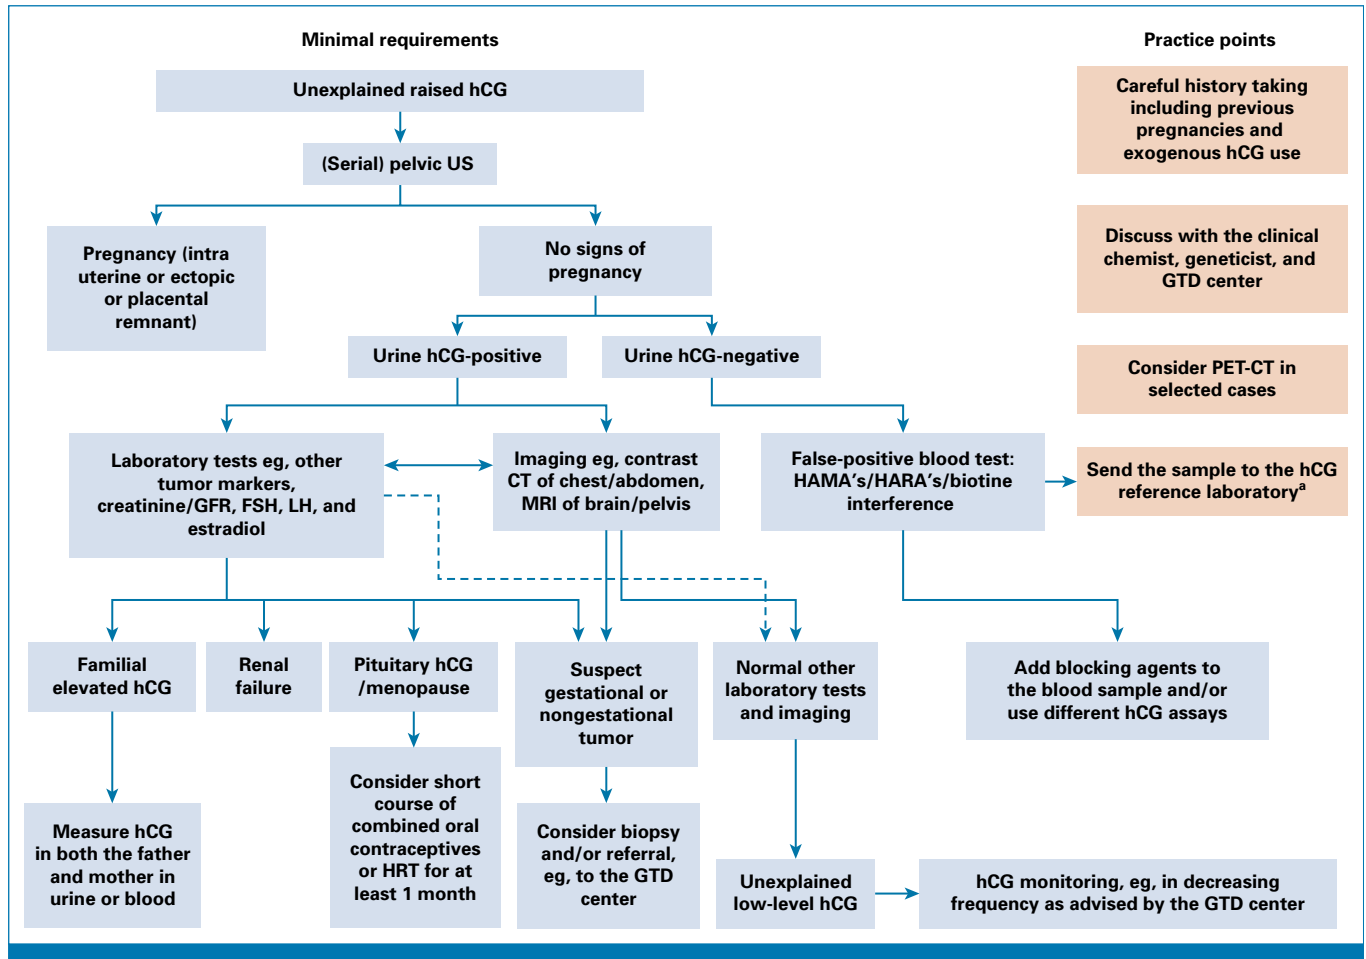 Minimal requirements
Practice points
Unexplained raised hCG
Careful history taking
including previous
pregnancies and
exogenous hCG use
(Serial) pelvic US
Pregnancy (intra
uterine or ectopic
or placental
remnant)
No signs of
pregnancy
Discuss with the clinical
chemist, geneticist, and
GTD center
Urine hCG-positive
Urine hCG-negative
Consider PET-CT in
selected cases
Laboratory tests eg, other
tumor markers,
creatinine/GFR, FSH, LH, and
estradiol
Imaging eg, contrast
CT of chest/abdomen,
MRI of brain/pelvis
False-positive blood test:
HAMA's/HARA's/biotine
interference
Send the sample to the hCG
reference laboratoryᵃ
Familial
elevated hCG
Renal
failure
Pituitary hCG
/menopause
Suspect
gestational or
nongestational
tumor
Normal other
laboratory tests
and imaging
Add blocking agents to
the blood sample and/or
use different hCG assays
Measure hCG
in both the father
and mother in
urine or blood
Consider short
course of
combined oral
contraceptives
or HRT for at
least 1 month
Consider biopsy
and/or referral,
eg, to the GTD
center
Unexplained
low-level hCG
hCG monitoring, eg, in decreasing
frequency as advised by the GTD center